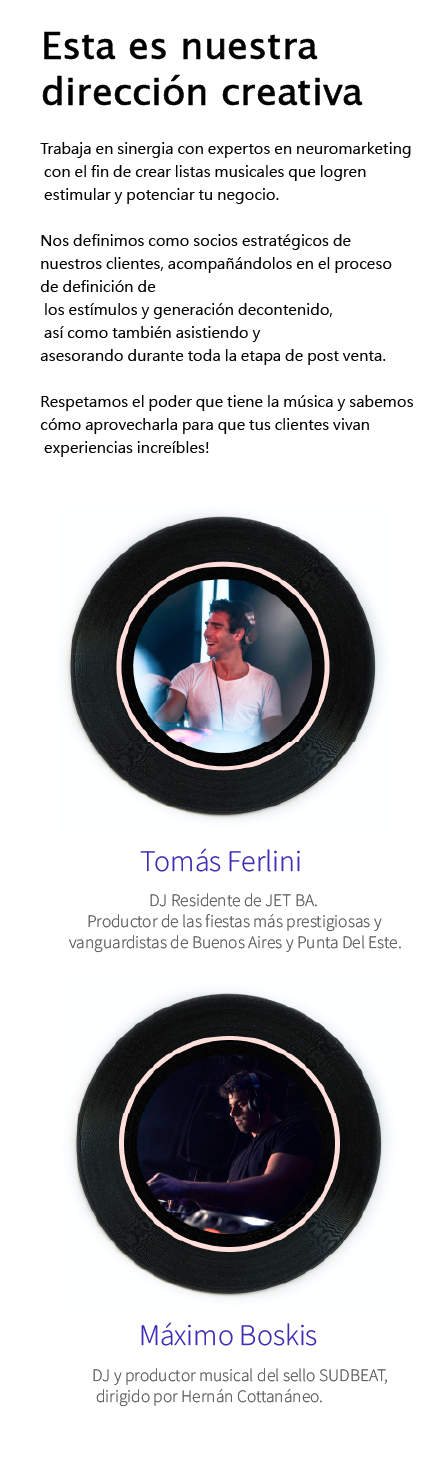 Esta es nuestra
dirección creativa
Trabaja en sinergia con expertos en neuromarketing
con el fin de crear listas musicales que logren
estimular y potenciar tu negocio.
Nos definimos como socios estratégicos de
nuestros clientes, acompañándolos en el proceso
de definición de
los estímulos y generación decontenido,
así como también asistiendo y
asesorando durante toda la etapa de post venta.
Respetamos el poder que tiene la música y sabemos
cómo aprovecharla para que tus clientes vivan
experiencias increíbles!
Tomás Ferlini
DJ Residente de JET BA.
Productor de las fiestas más prestigiosas y
vanguardistas de Buenos Aires y Punta Del Este.
Máximo Boskis
DJ y productor musical del sello SUDBEAT,
dirigido por Hernán Cottanáneo.